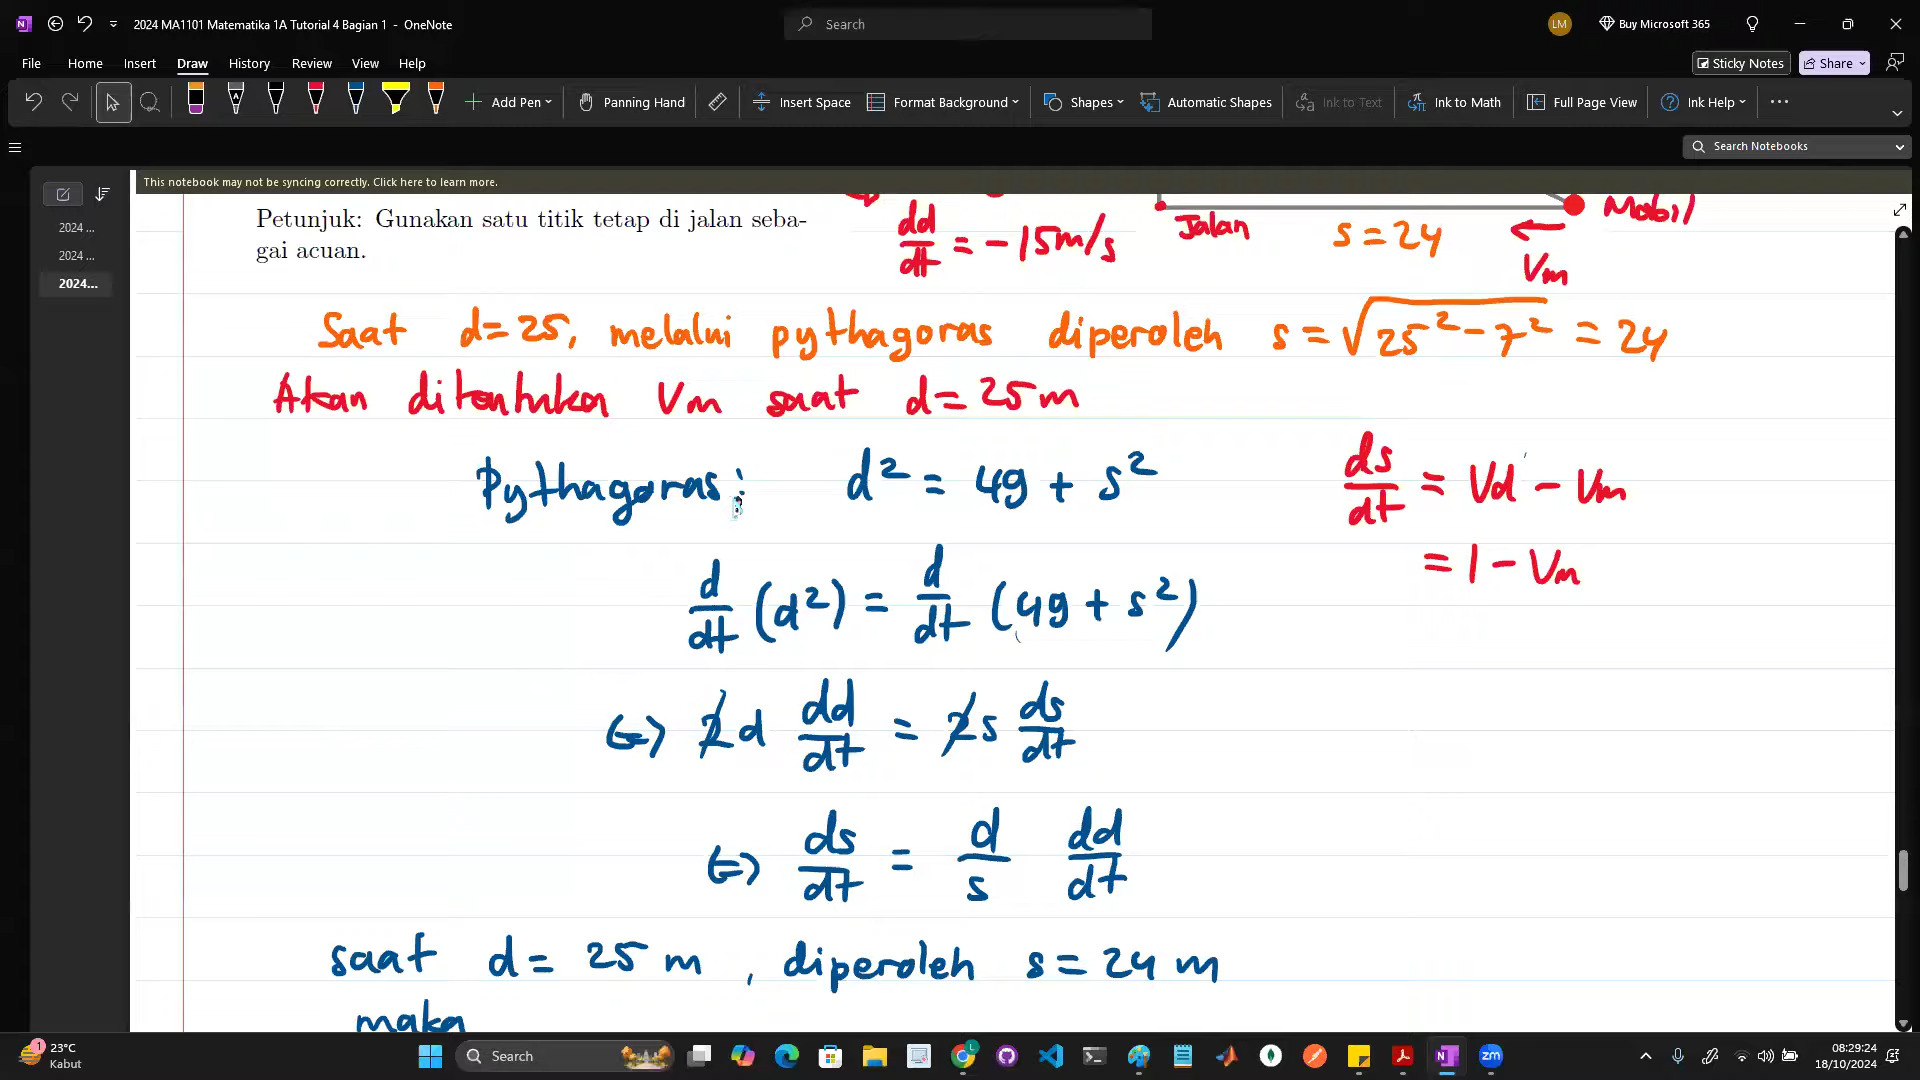 2024 MA1101 Matematika 1A Tutorial 4 Bagian 1 - OneNote
Search
LM
Buy Microsoft 365
File Home Insert Draw History Review View Help
Sticky Notes
Share
Add Pen
Panning Hand
Insert Space
Format Background
Shapes
Automatic Shapes
Ink to Text
Ink to Math
Full Page View
Ink Help
Search Notebooks
This notebook may not be syncing correctly. Click here to learn more.
2024 ...
2024 ...
2024...
Petunjuk: Gunakan satu titik tetap di jalan seba-
gai acuan.
dd/dt = -15m/s
Jalan
s = 24
Mobil
Vm
Saat d=25, melalui pythagoras diperoleh s = √(25² - 7²) = 24
Akan ditentukan Vm saat d = 25 m
Pythagoras: d² = 49 + s²
ds/dt = Vd - Vm
= 1 - Vm
d/dt (d²) = d/dt (49 + s²)
⇔ 2d dd/dt = 2s ds/dt
⇔ ds/dt = d/s dd/dt
saat d = 25 m, diperoleh s = 24 m
maka
1
23°C
Kabut
Search
08:29:24
18/10/2024